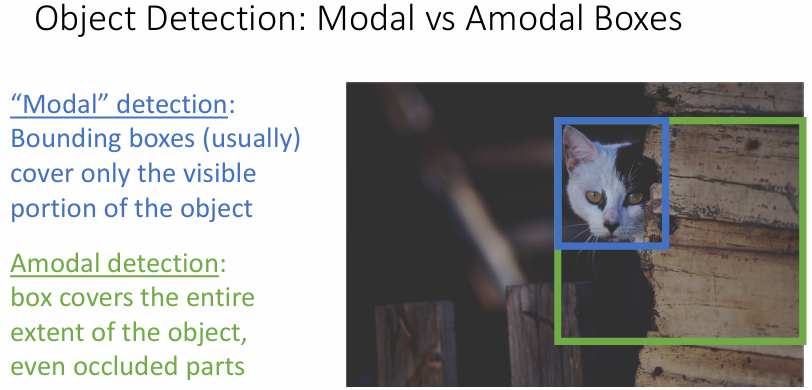 Object Detection: Modal vs Amodal Boxes
“Modal” detection:
Bounding boxes (usually)
cover only the visible
portion of the object
Amodal detection:
box covers the entire
extent of the object,
even occluded parts